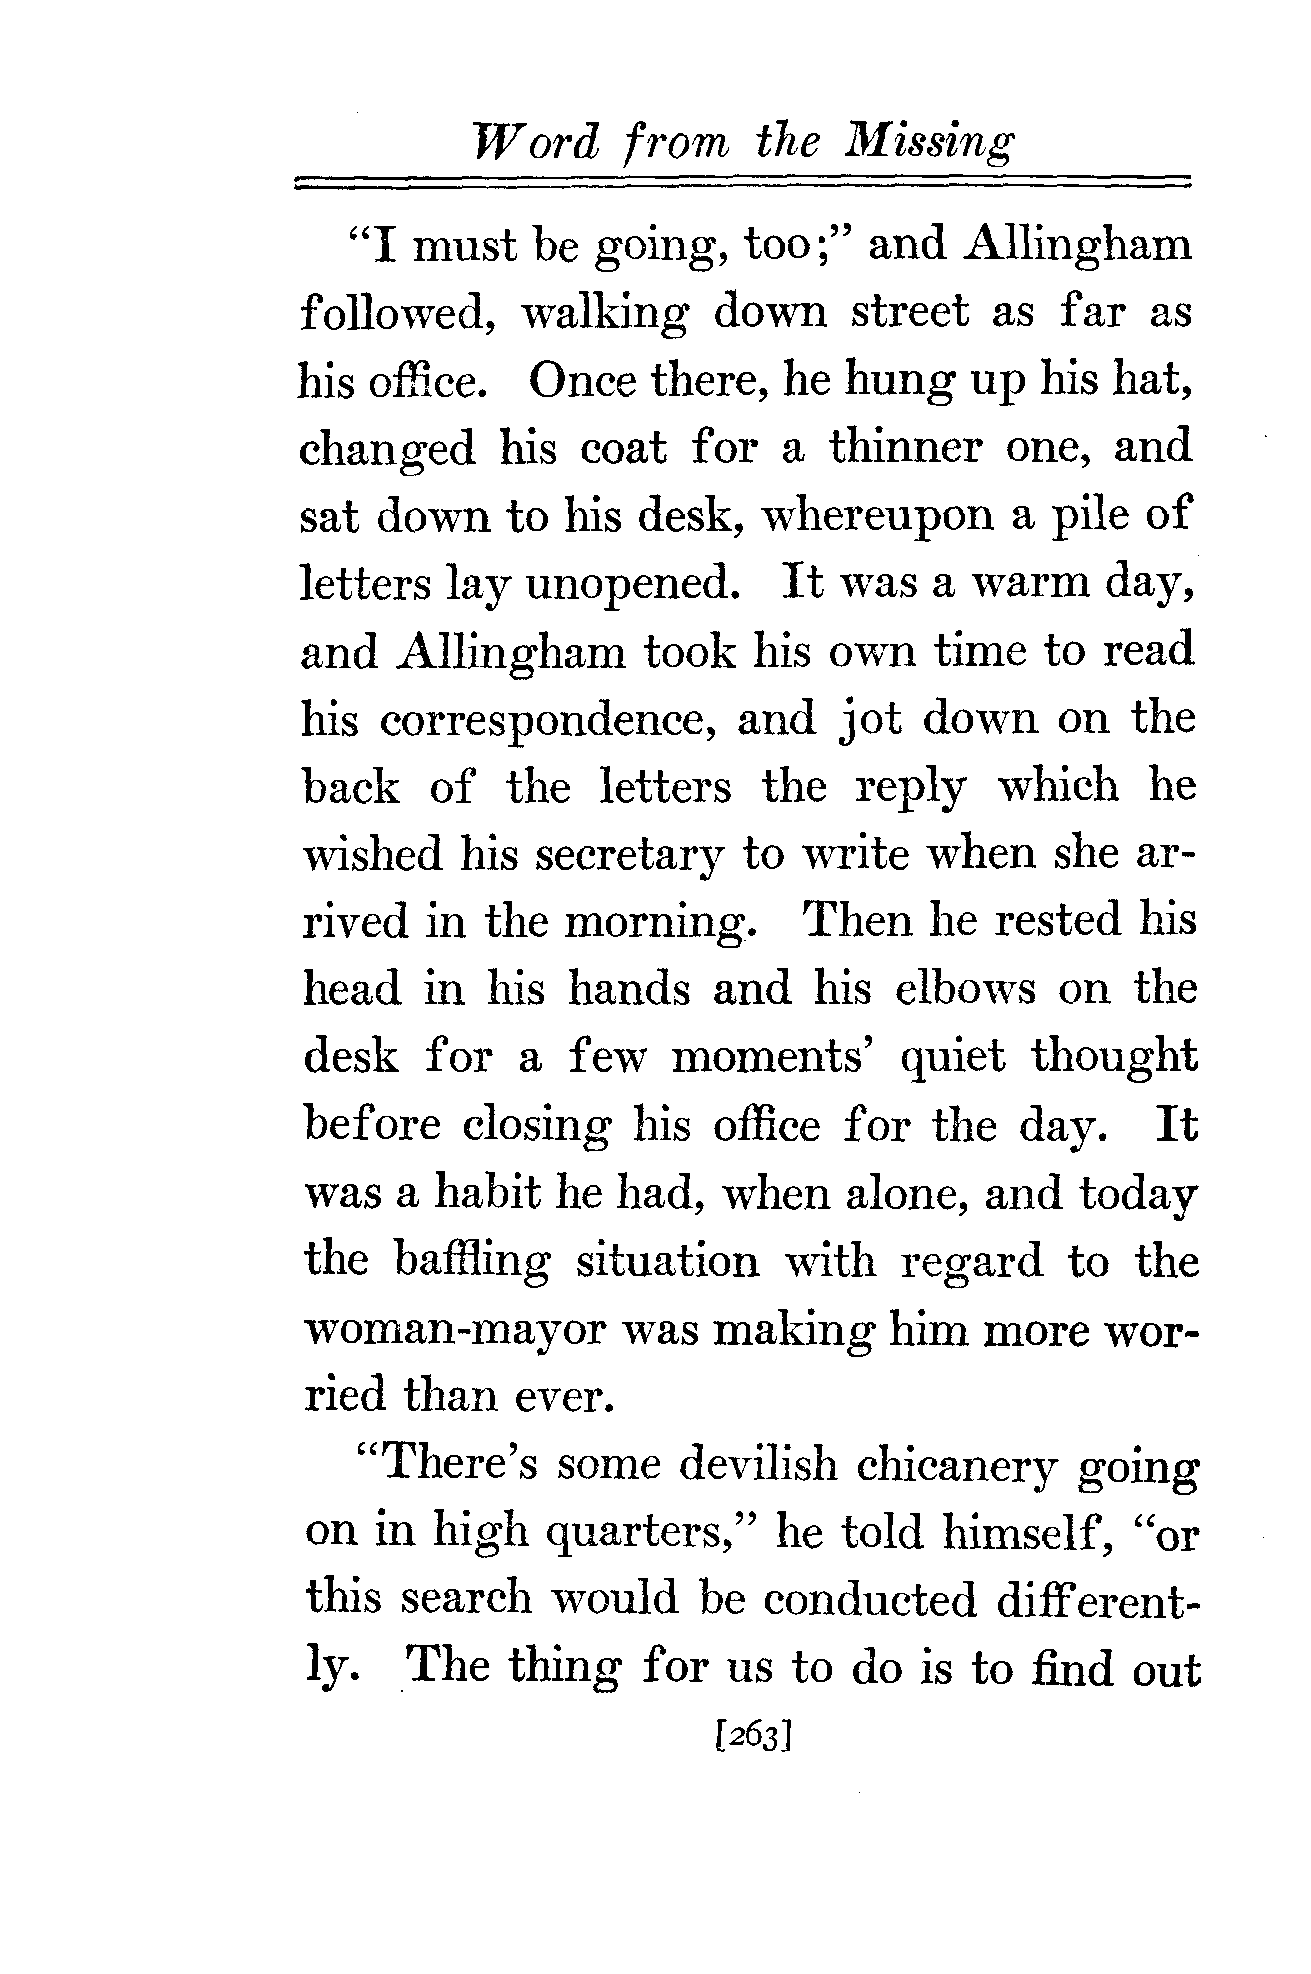 Word from the Missing
"I must be going, too;" and Allingham
followed, walking down street as far as
his office. Once there, he hung up his hat,
changed his coat for a thinner one, and
sat down to his desk, whereupon a pile of
letters lay unopened. It was a warm day,
and Allingham took his own time to read
his correspondence, and jot down on the
back of the letters the reply which he
wished his secretary to write when she ar-
rived in the morning. Then he rested his
head in his hands and his elbows on the
desk for a few moments' quiet thought
before closing his office for the day. It
was a habit he had, when alone, and today
the baffling situation with regard to the
woman-mayor was making him more wor-
ried than ever.
"There's some devilish chicanery going
on in high quarters," he told himself, "or
this search would be conducted different-
ly. The thing for us to do is to find out
[263]